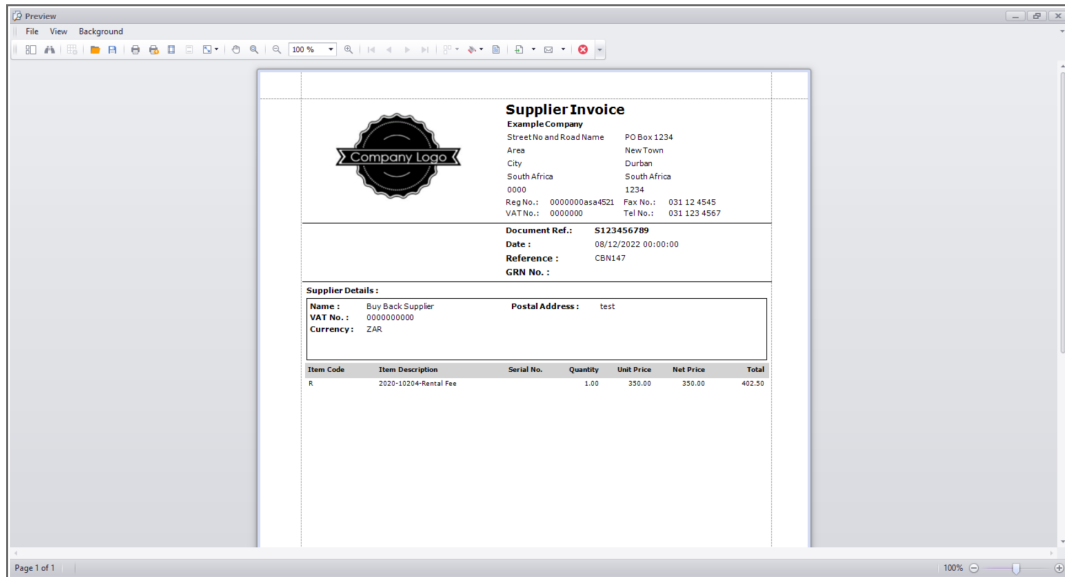 Preview
File View Background
100 %
Supplier Invoice
Example Company
Street No and Road Name PO Box 1234
Area New Town
City Durban
South Africa South Africa
0000 1234
Reg No.: 0000000asa4521 Fax No.: 031 12 4545
VAT No.: 0000000 Tel No.: 031 123 4567
Company Logo
Document Ref.: S123456789
Date : 08/12/2022 00:00:00
Reference : CBN147
GRN No. :
Supplier Details :
Name : Buy Back Supplier Postal Address : test
VAT No. : 0000000000
Currency : ZAR
Item Code Item Description Serial No. Quantity Unit Price Net Price Total
R 2020-10204-Rental Fee 1.00 350.00 350.00 402.50
Page 1 of 1 100%